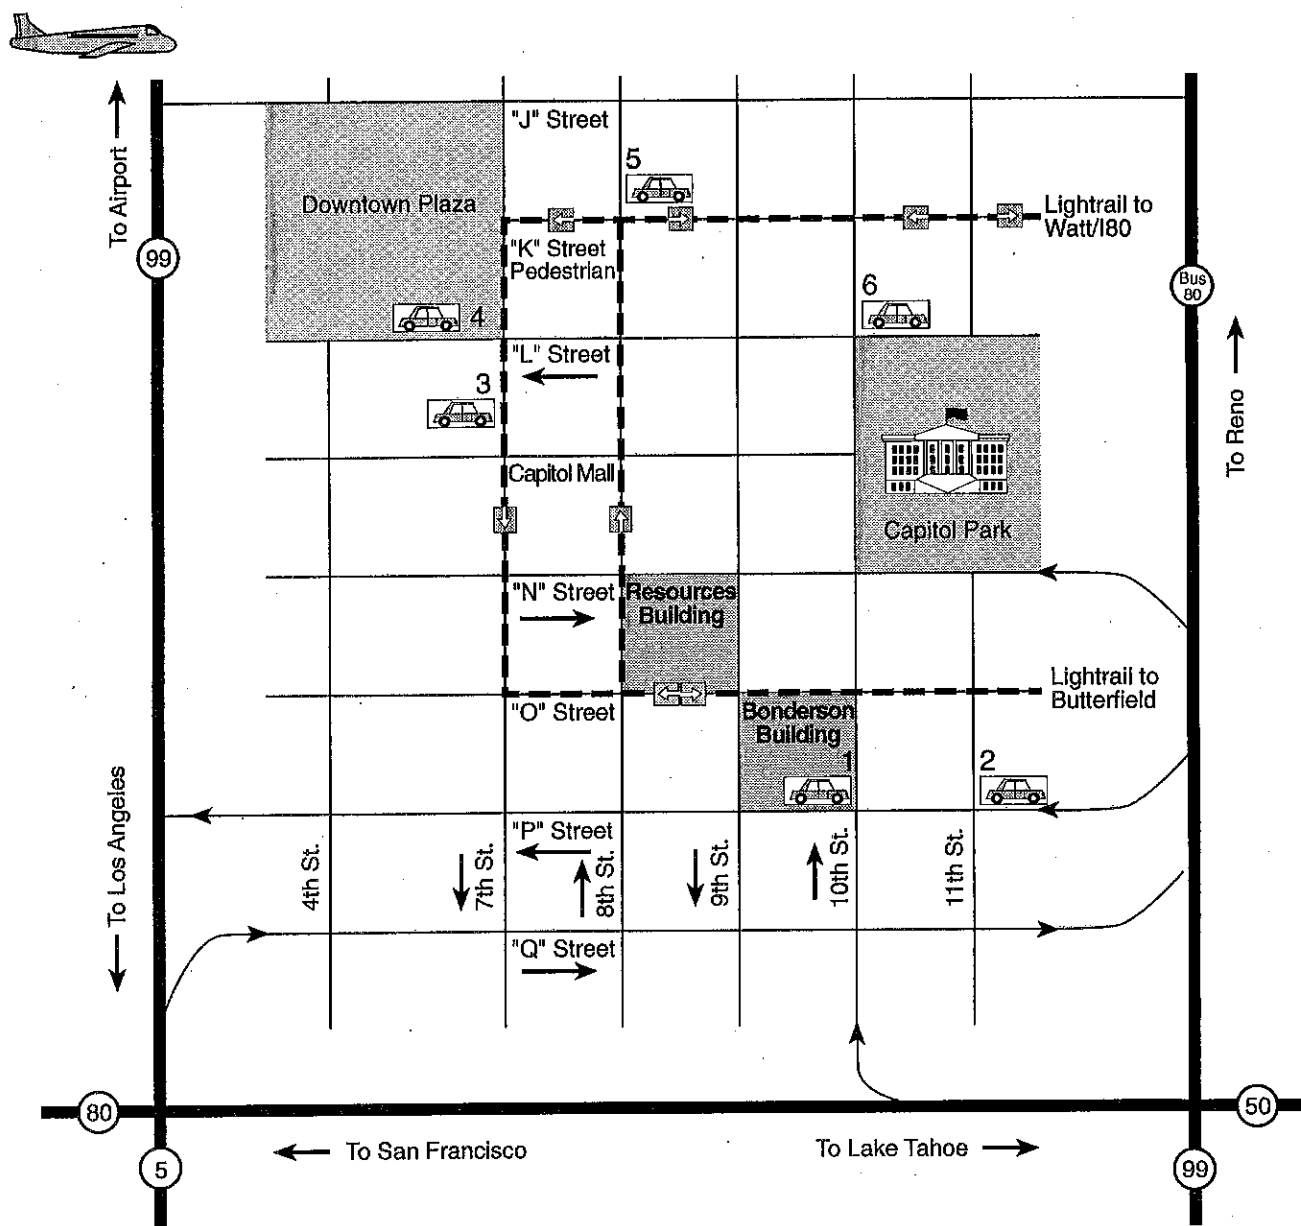 To Airport
99
"J" Street
5
Downtown Plaza
Lightrail to
Watt/I80
"K" Street
Pedestrian
6
4
Bus
80
"L" Street
3
To Reno
Capitol Mall
Capitol Park
"N" Street
Resources
Building
Lightrail to
Butterfield
"O" Street
Bonderson
Building
1
2
"P" Street
To Los Angeles
4th St.
7th St.
8th St.
9th St.
10th St.
11th St.
"Q" Street
80
50
To San Francisco
To Lake Tahoe
5
99